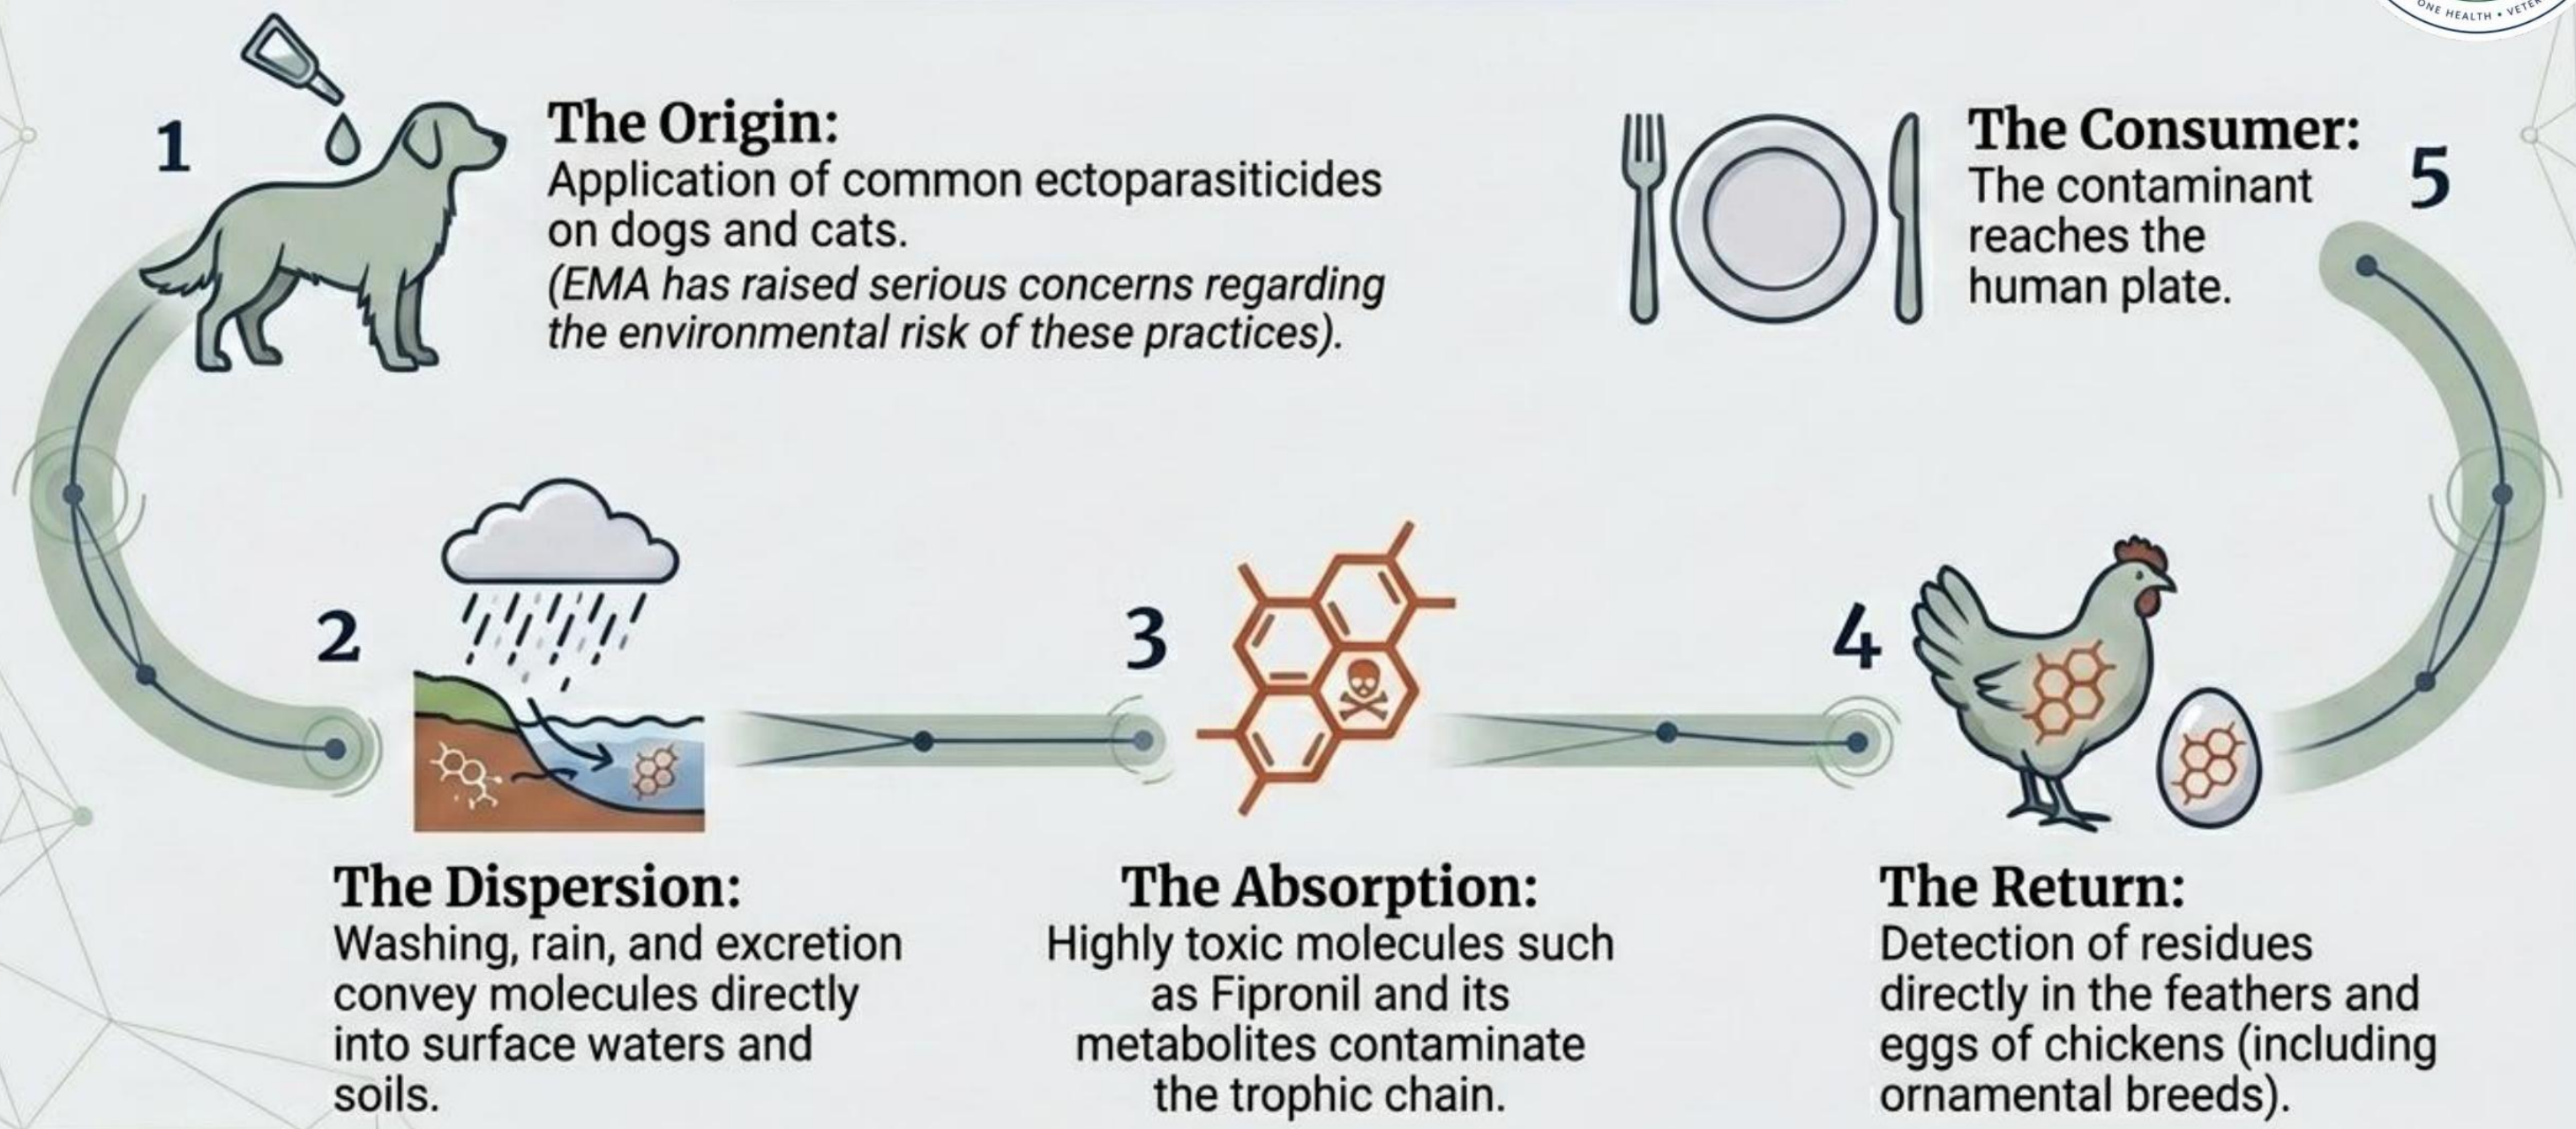 ONE HEALTH •
1
The Origin:
Application of common ectoparasiticides
on dogs and cats.
(EMA has raised serious concerns regarding
the environmental risk of these practices).
The Consumer:
The contaminant
reaches the
human plate.
5
2
The Dispersion:
Washing, rain, and excretion
convey molecules directly
into surface waters and
soils.
3
The Absorption:
Highly toxic molecules such
as Fipronil and its
metabolites contaminate
the trophic chain.
4
The Return:
Detection of residues
directly in the feathers and
eggs of chickens (including
ornamental breeds).